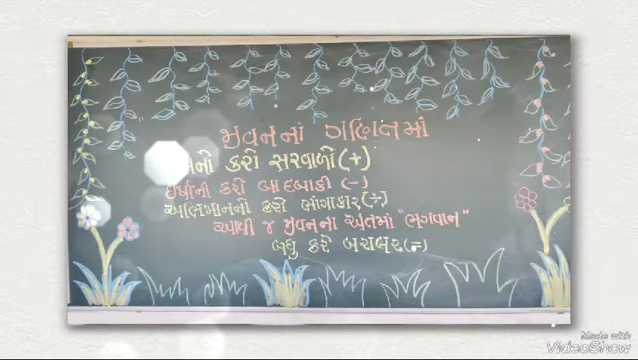 જીવનનાં ગણિતમાં
કરો સરવાળો (+)
ઈર્ષાની કરો બાદબાકી (-)
અભિમાનનો કરો ભાગાકાર (÷)
આવી જ જીવનના અંતમાં "ભગવાન"
બધુ કરે બરાબર (=)
Made with
VideoShow